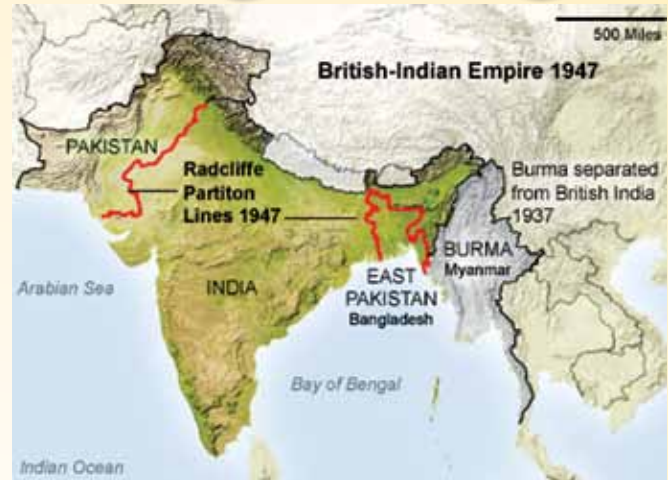 500 Miles
British-Indian Empire 1947
PAKISTAN
Radcliffe
Partiton
Lines 1947
Burma separated
from British India
1937
BURMA
Myanmar
INDIA
EAST
PAKISTAN
Bangladesh
Arabian Sea
Bay of Bengal
Indian Ocean